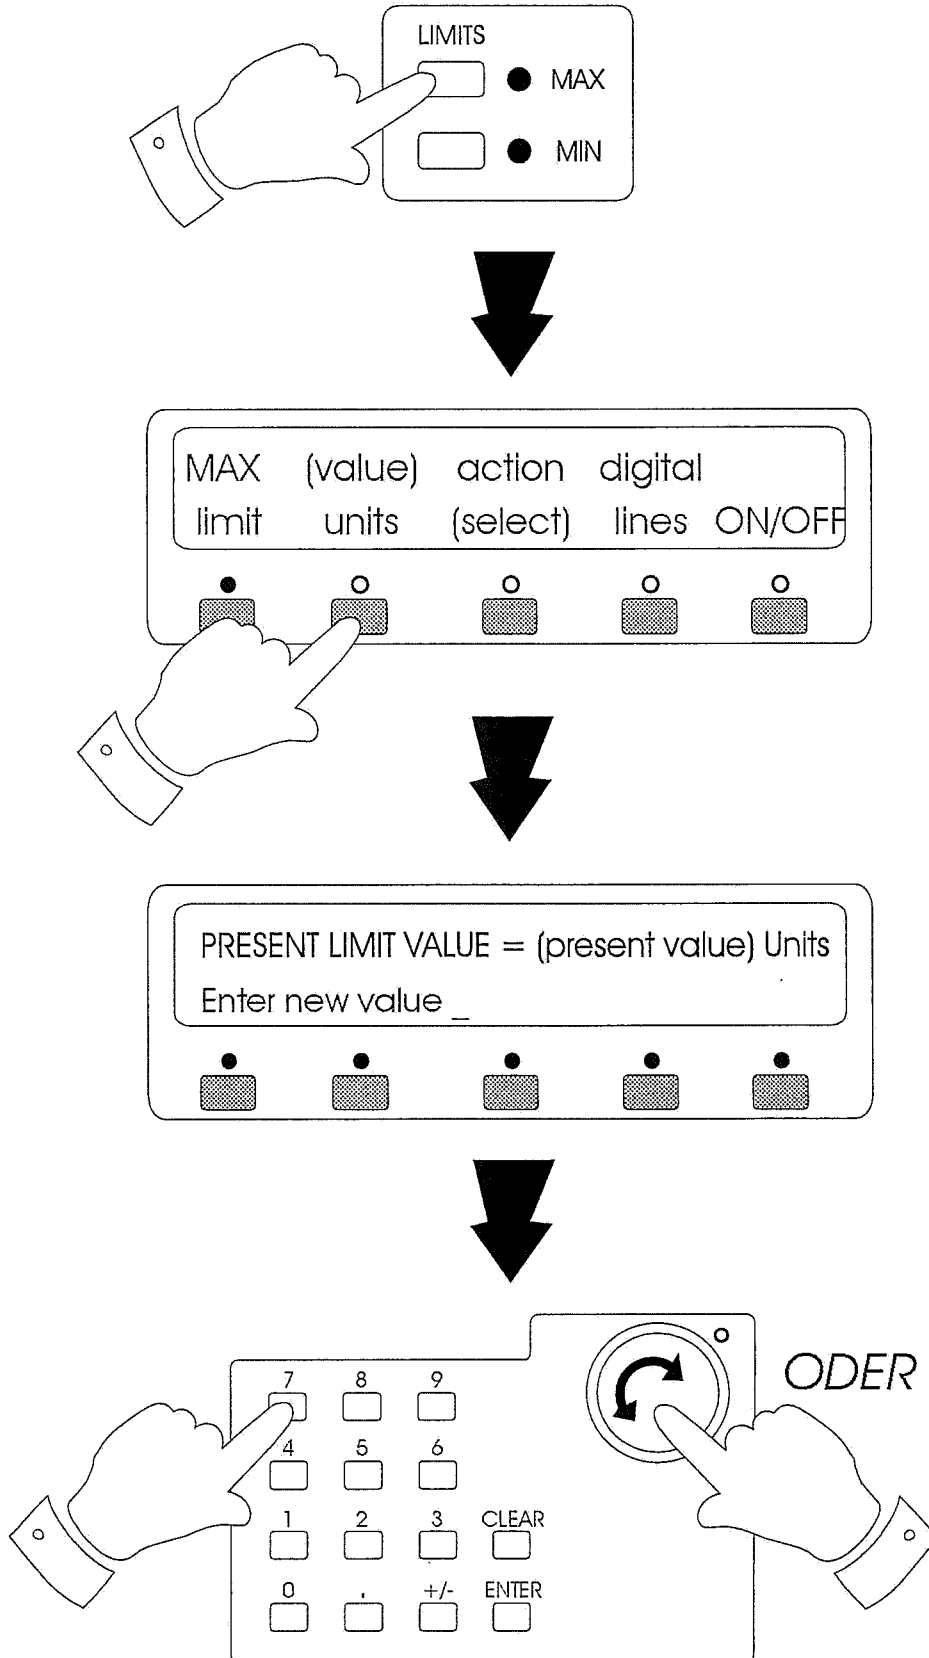 LIMITS
MAX
MIN
MAX (value) action digital
limit units (select) lines ON/OFF
PRESENT LIMIT VALUE = (present value) Units
Enter new value _
ODER
7 8 9
4 5 6
1 2 3 CLEAR
0 . +/- ENTER